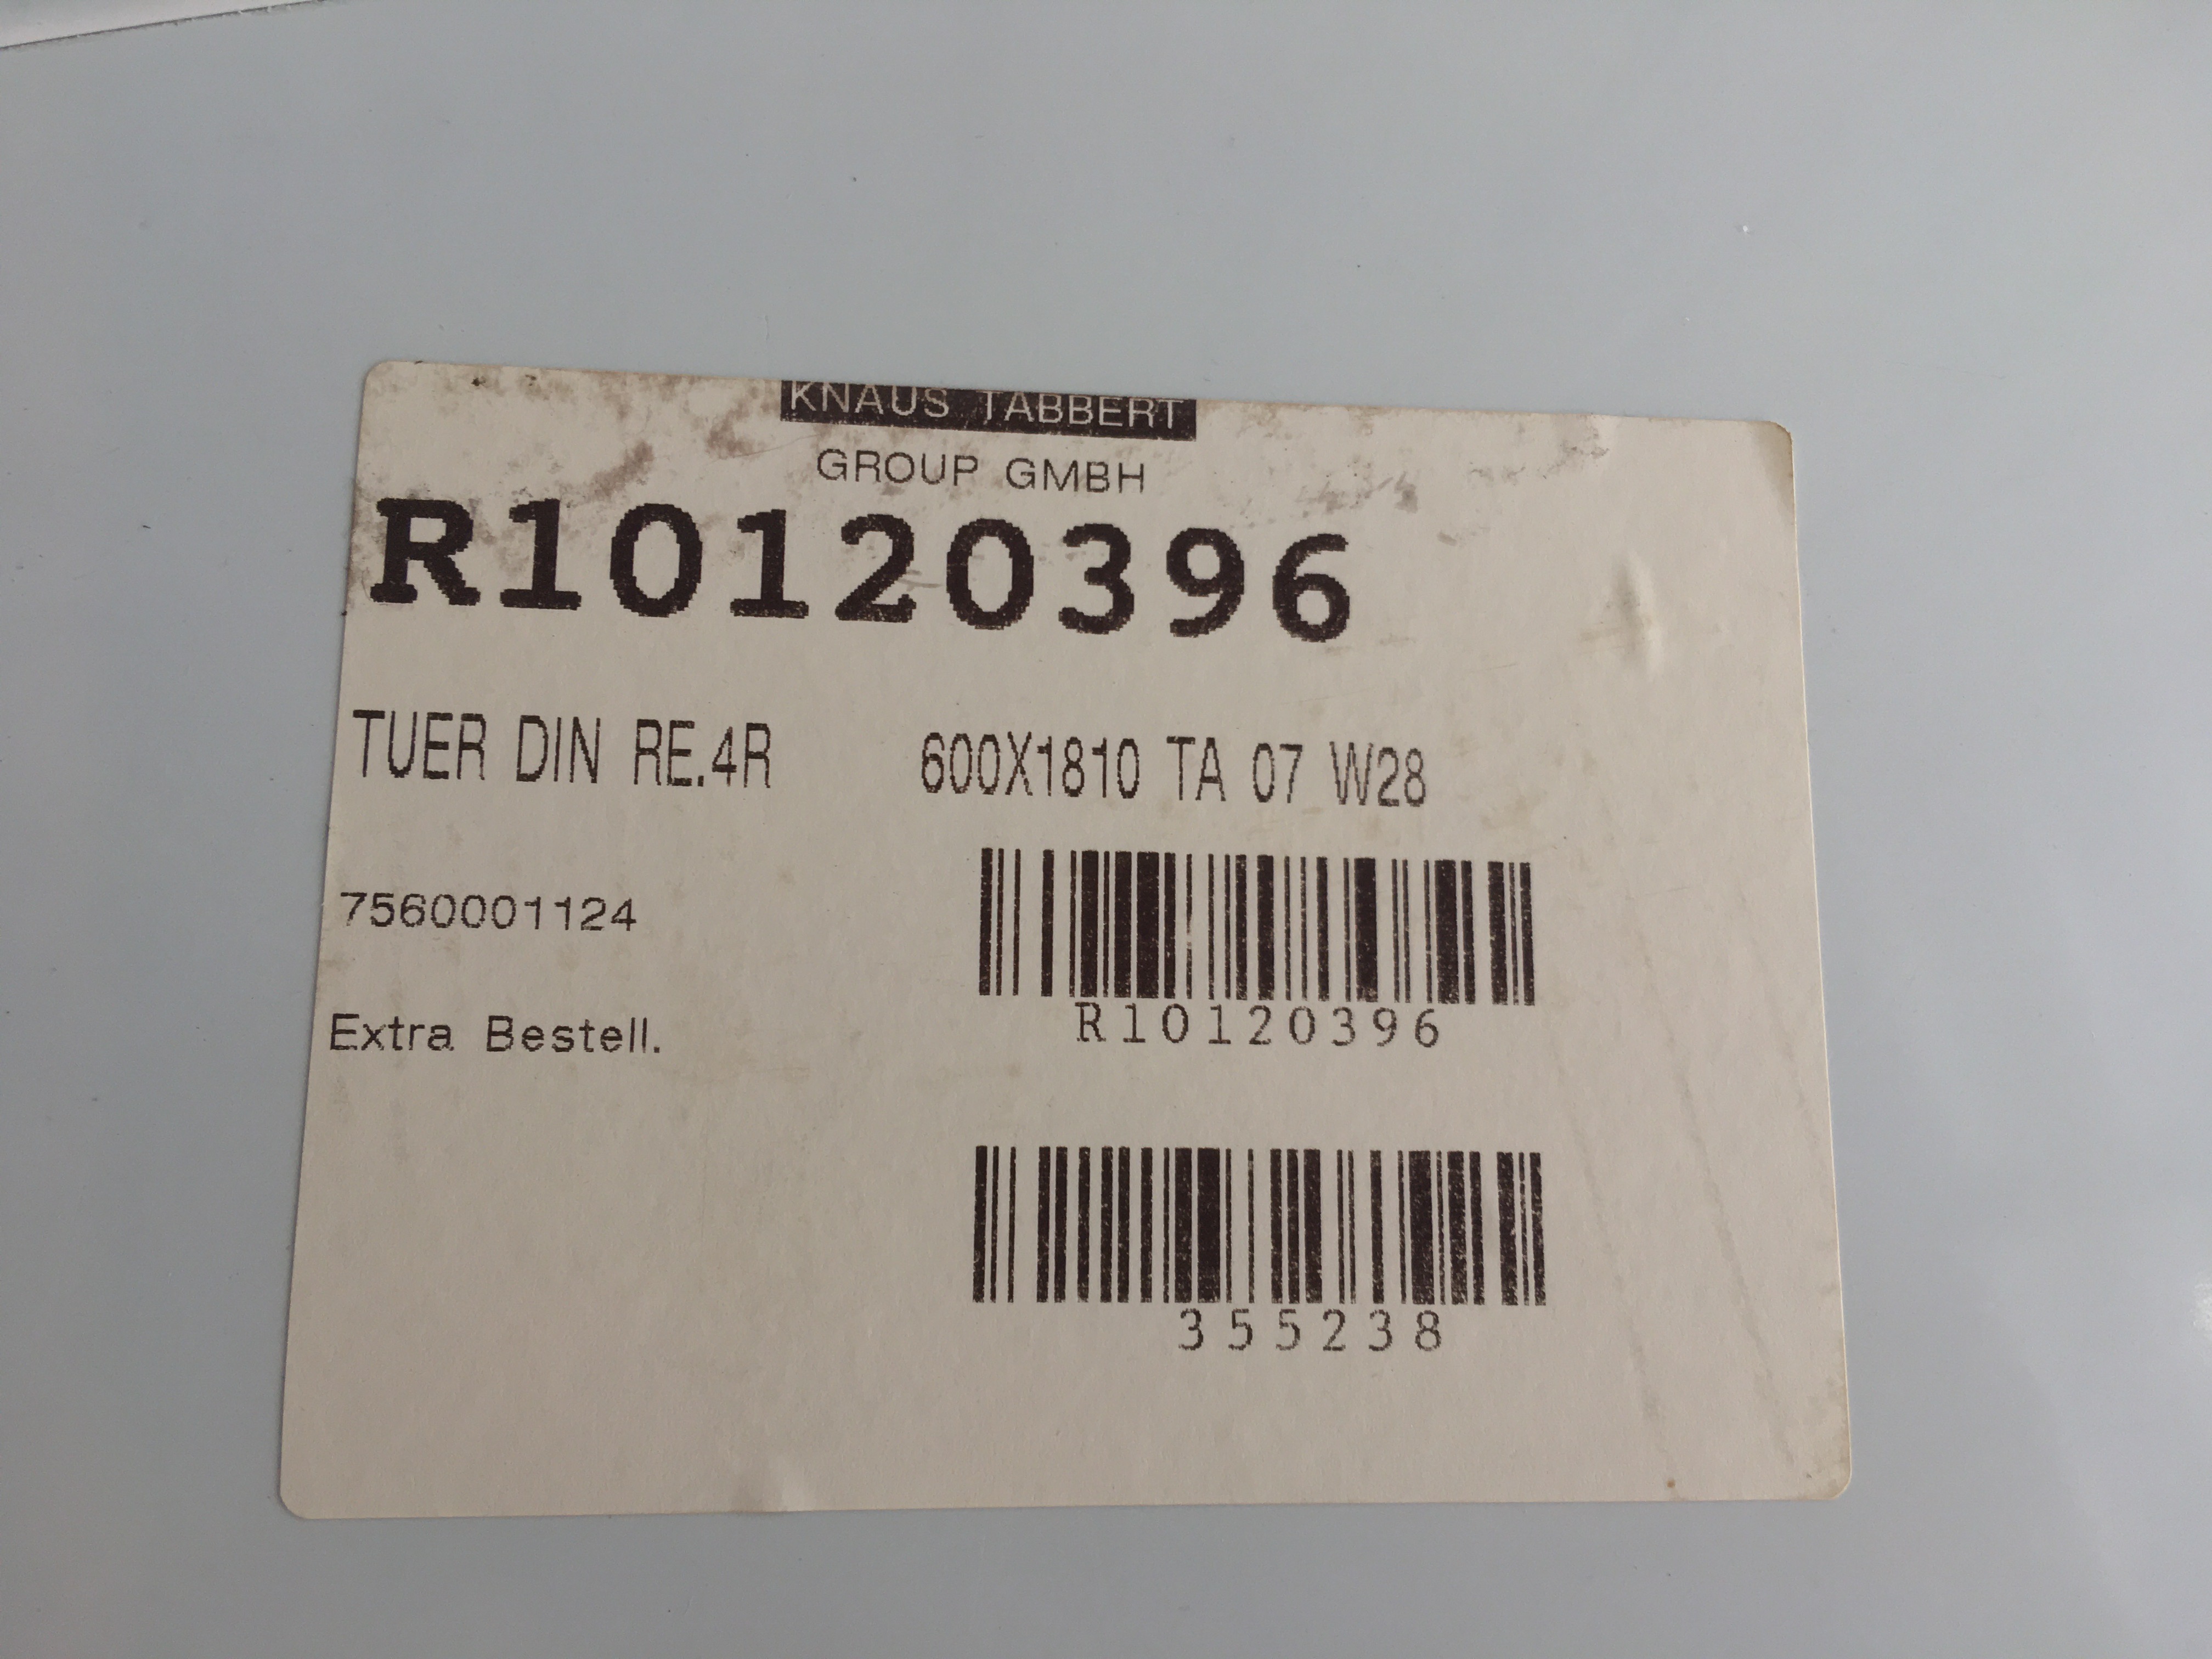 KNAUS TABBERT
GROUP GMBH
R10120396
TUER DIN RE.4R 600X1810 TA 07 W28
7560001124
R10120396
Extra Bestell.
355238